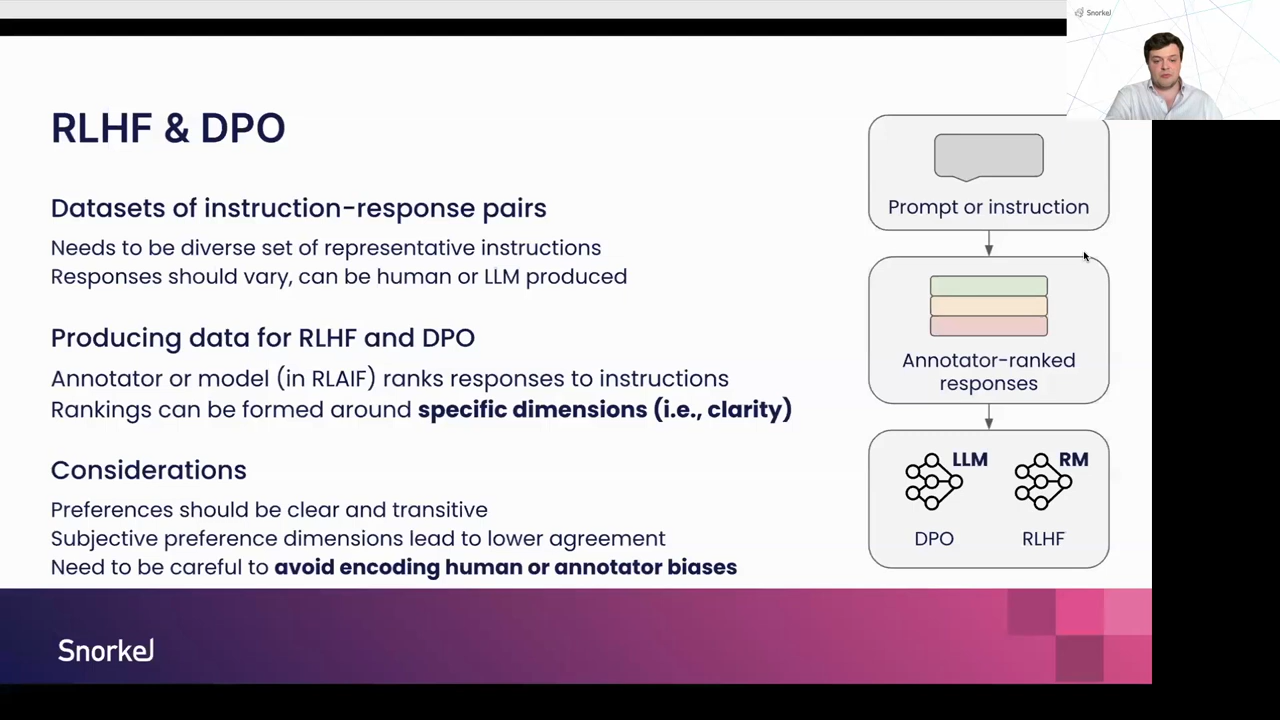 Snorkel
RLHF & DPO
Datasets of instruction-response pairs
Needs to be diverse set of representative instructions
Responses should vary, can be human or LLM produced
Producing data for RLHF and DPO
Annotator or model (in RLAIF) ranks responses to instructions
Rankings can be formed around specific dimensions (i.e., clarity)
Considerations
Preferences should be clear and transitive
Subjective preference dimensions lead to lower agreement
Need to be careful to avoid encoding human or annotator biases
Prompt or instruction
Annotator-ranked
responses
LLM
RM
DPO
RLHF
Snorkel